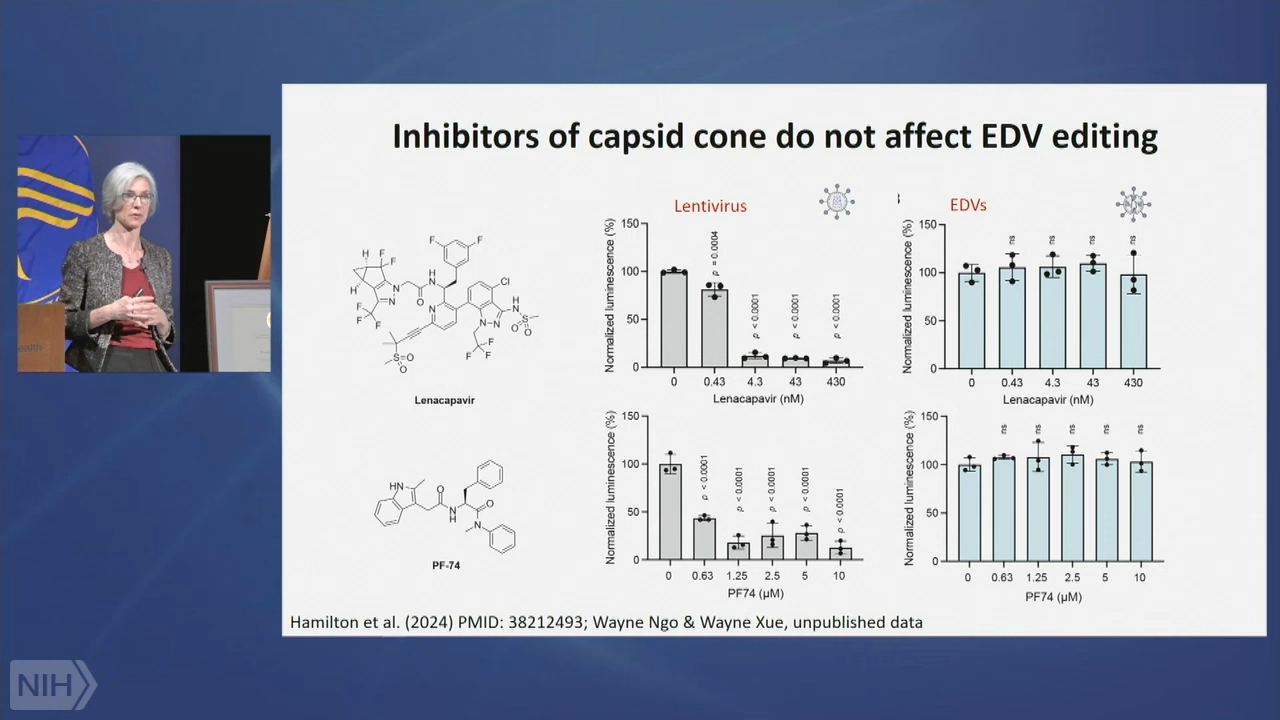 Inhibitors of capsid cone do not affect EDV editing
Lenacapavir
PF-74
Lentivirus
Normalized luminescence (%)
150
100
50
0
p = 0.0004
p < 0.0001
p < 0.0001
p < 0.0001
0 0.43 4.3 43 430
Lenacapavir (nM)
EDVs
Normalized luminescence (%)
150
100
50
0
ns ns ns ns
0 0.43 4.3 43 430
Lenacapavir (nM)
Normalized luminescence (%)
150
100
50
0
p < 0.0001
p < 0.0001
p < 0.0001
p < 0.0001
p < 0.0001
0 0.63 1.25 2.5 5 10
PF74 (µM)
Normalized luminescence (%)
150
100
50
0
ns ns ns ns ns
0 0.63 1.25 2.5 5 10
PF74 (µM)
Hamilton et al. (2024) PMID: 38212493; Wayne Ngo & Wayne Xue, unpublished data
NIH